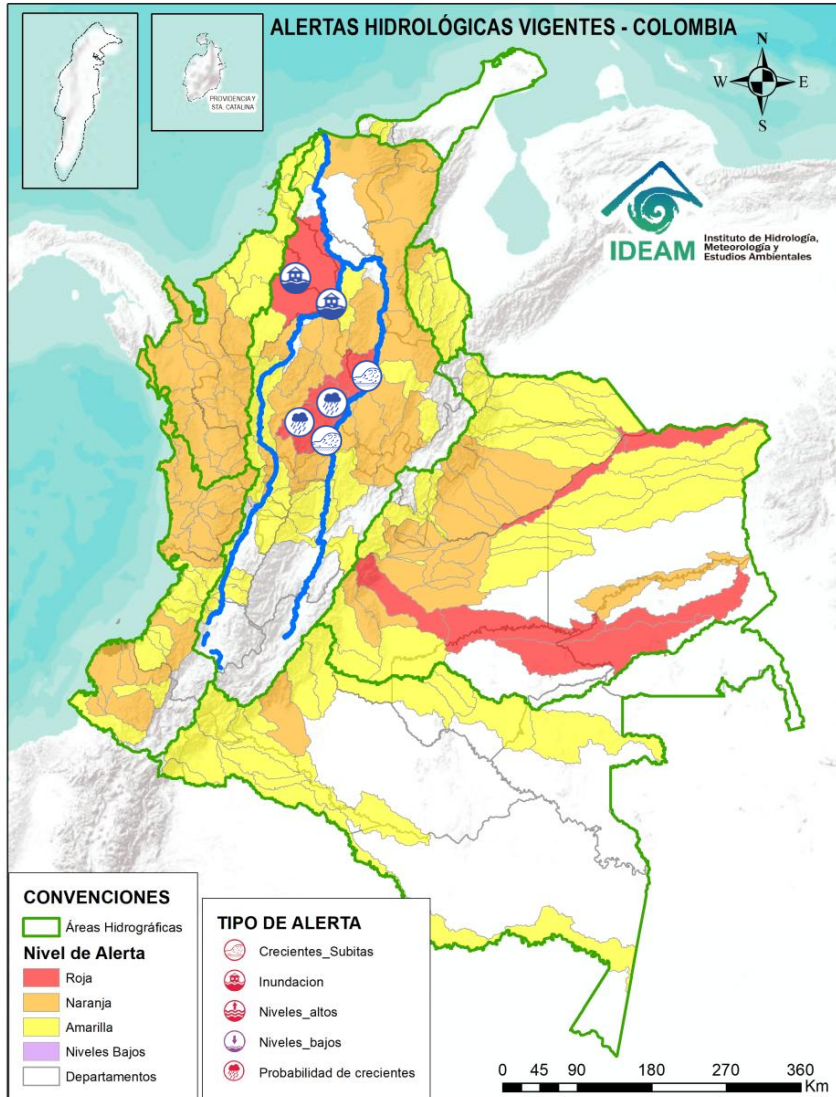 ALERTAS HIDROLÓGICAS VIGENTES - COLOMBIA
PROVIDENCIA Y
STA. CATALINA
N
W
E
S
IDEAM
Instituto de Hidrología,
Meteorología y
Estudios Ambientales
CONVENCIONES
Áreas Hidrográficas
Nivel de Alerta
Roja
Naranja
Amarilla
Niveles Bajos
Departamentos
TIPO DE ALERTA
Crecientes_Subitas
Inundacion
Niveles_altos
Niveles_bajos
Probabilidad de crecientes
0 45 90 180 270 360
Km